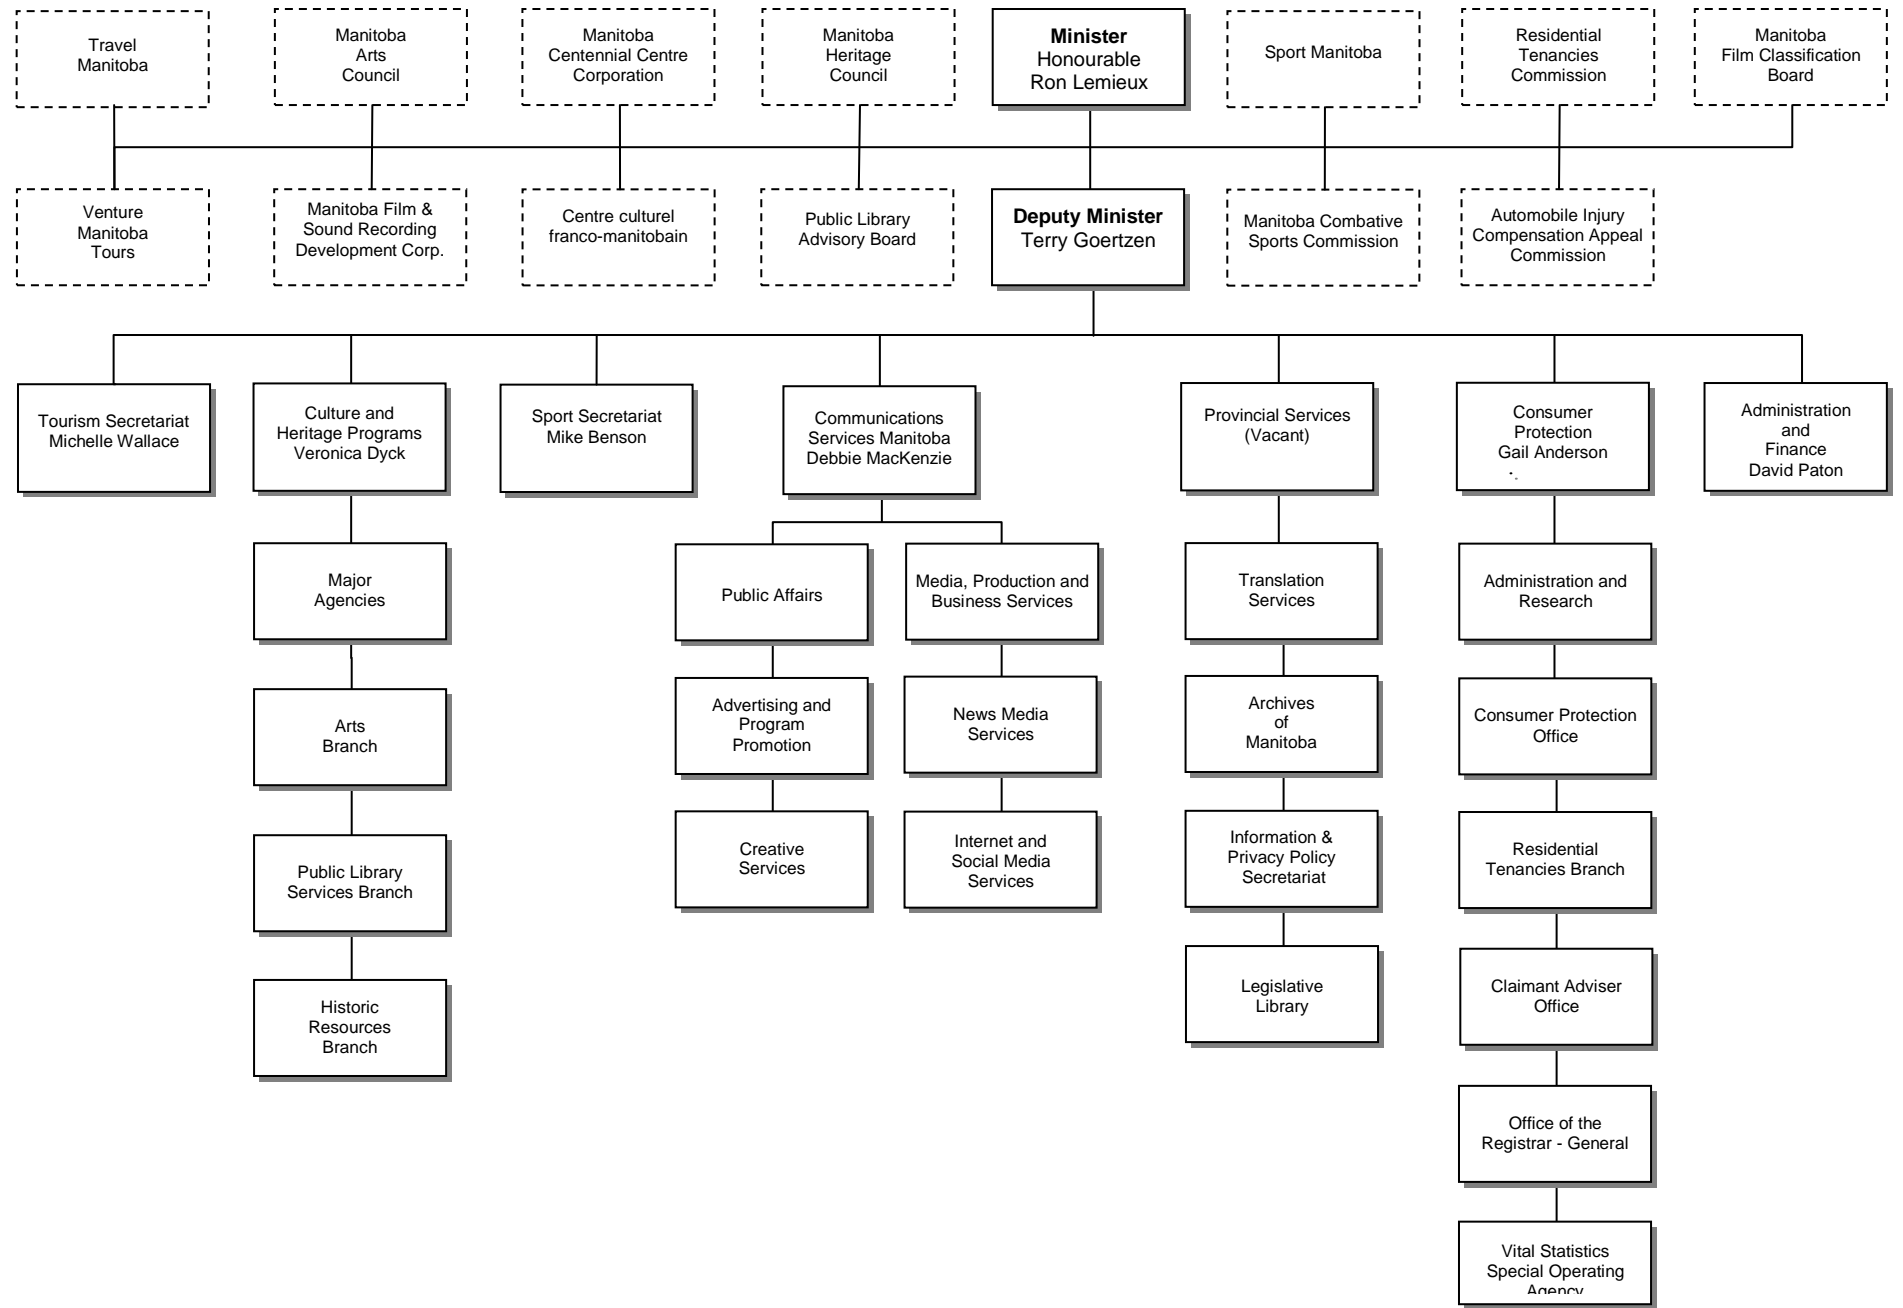 Travel
Manitoba
Manitoba
Arts
Council
Manitoba
Centennial Centre
Corporation
Manitoba
Heritage
Council
Minister
Honourable
Ron Lemieux
Sport Manitoba
Residential
Tenancies
Commission
Manitoba
Film Classification
Board
Venture
Manitoba
Tours
Manitoba Film &
Sound Recording
Development Corp.
Centre culturel
franco-manitobain
Public Library
Advisory Board
Deputy Minister
Terry Goertzen
Manitoba Combative
Sports Commission
Automobile Injury
Compensation Appeal
Commission
Tourism Secretariat
Michelle Wallace
Culture and
Heritage Programs
Veronica Dyck
Sport Secretariat
Mike Benson
Communications
Services Manitoba
Debbie MacKenzie
Provincial Services
(Vacant)
Consumer
Protection
Gail Anderson
Administration
and
Finance
David Paton
Major
Agencies
Public Affairs
Media, Production and
Business Services
Translation
Services
Administration and
Research
Arts
Branch
Advertising and
Program
Promotion
News Media
Services
Archives
of
Manitoba
Consumer Protection
Office
Public Library
Services Branch
Creative
Services
Internet and
Social Media
Services
Information &
Privacy Policy
Secretariat
Residential
Tenancies Branch
Historic
Resources
Branch
Legislative
Library
Claimant Adviser
Office
Office of the
Registrar - General
Vital Statistics
Special Operating
Agency